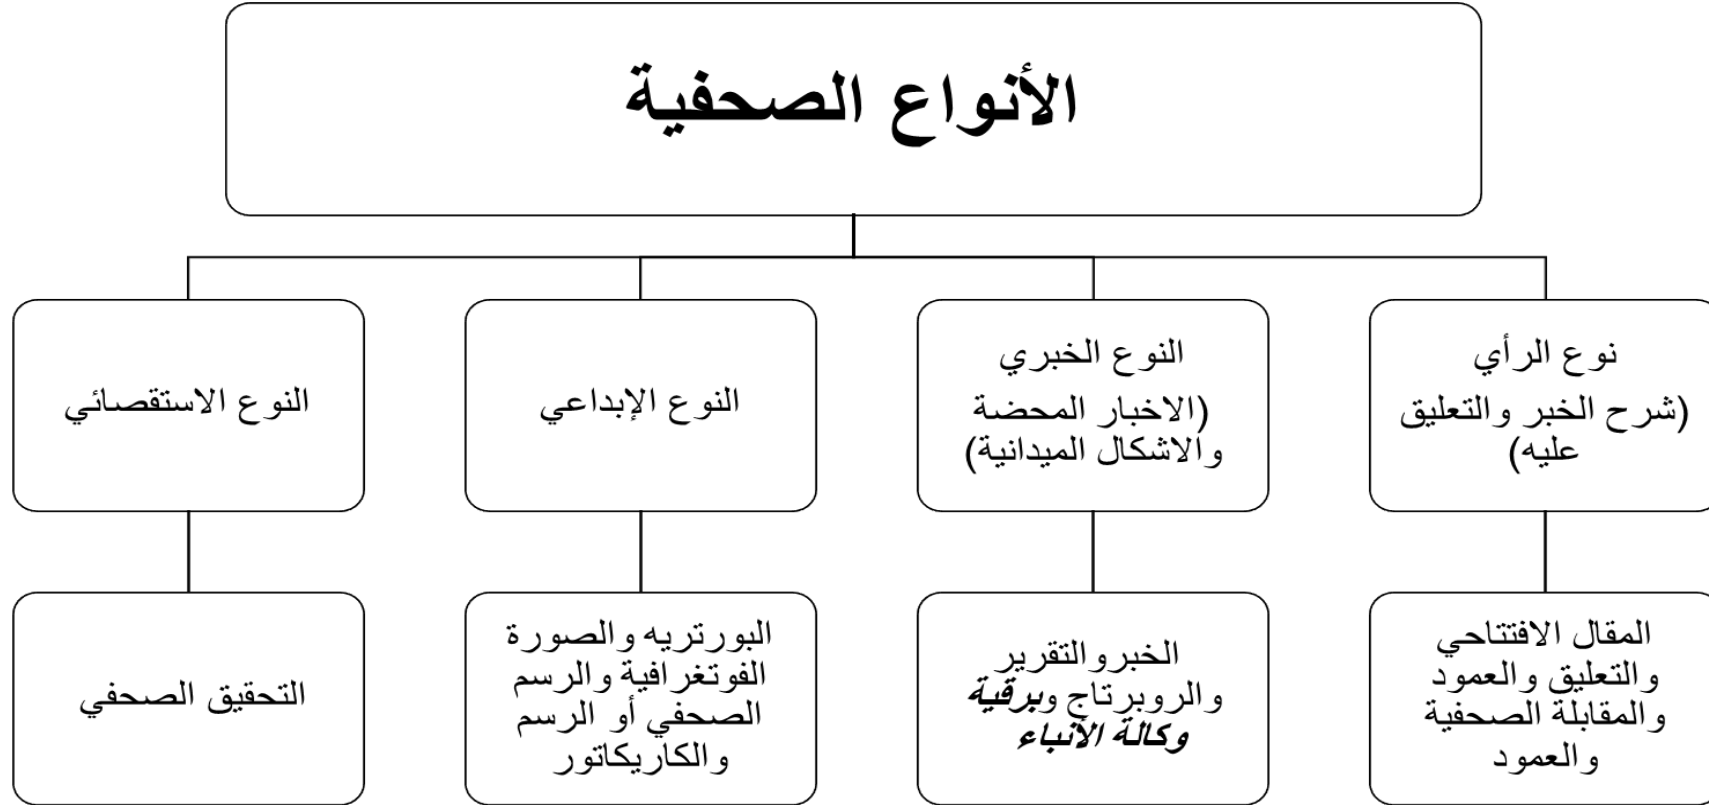 الأنواع الصحفية
نوع الرأي
(شرح الخبر والتعليق
عليه)
النوع الخبري
(الاخبار المحضة
والاشكال الميدانية)
النوع الإبداعي
النوع الاستقصائي
المقال الافتتاحي
والتعليق والعمود
والمقابلة الصحفية
والعمود
الخبروالتقرير
والروبرتاج وبرقية
وكالة الأنباء
البورتريه والصورة
الفوتغرافية والرسم
الصحفي أو الرسم
والكاريكاتور
التحقيق الصحفي